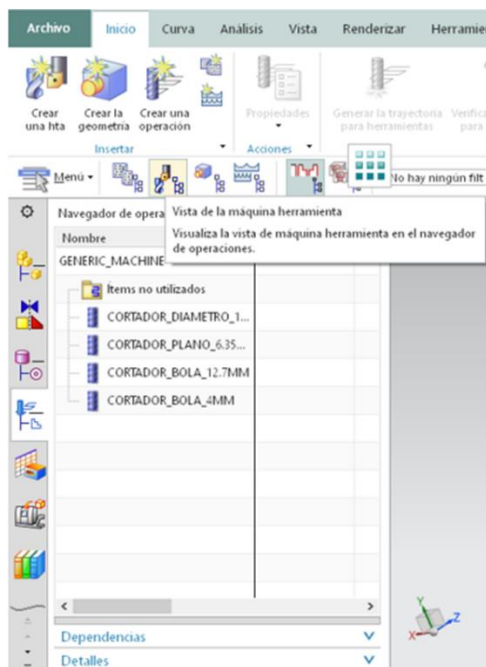 Archivo Inicio Curva Análisis Vista Renderizar
Crear una hta
Crear la geometría
Crear una operación
Propiedades
Generar la trayectoria para herramientas
para
Insertar Acciones
Menú No hay ningún filt
Navegador de opera
Vista de la máquina herramienta
Visualiza la vista de máquina herramienta en el navegador
de operaciones.
Nombre
GENERIC_MACHINE
Items no utilizados
CORTADOR_DIAMETRO_1...
CORTADOR_PLANO_6.35...
CORTADOR_BOLA_12.7MM
CORTADOR_BOLA_4MM
Dependencias
Detalles
Y
X
Z